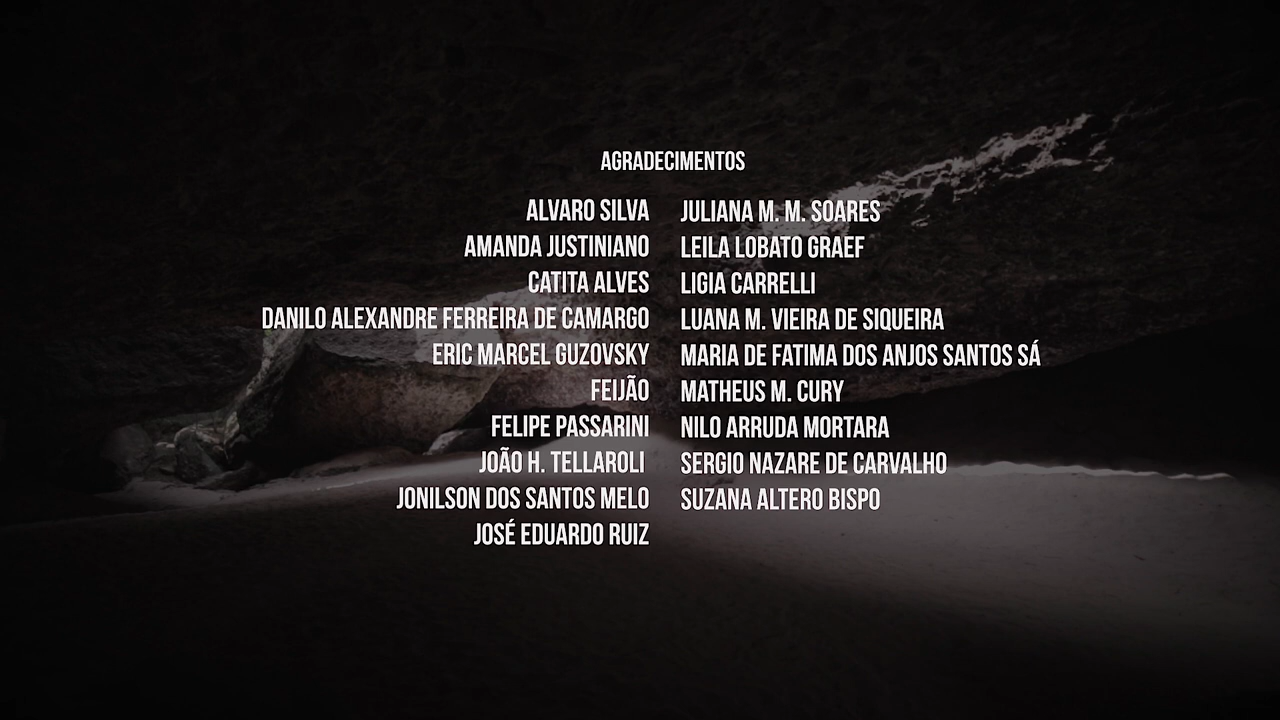 AGRADECIMENTOS
ALVARO SILVA
AMANDA JUSTINIANO
CATITA ALVES
DANILO ALEXANDRE FERREIRA DE CAMARGO
ERIC MARCEL GUZOVSKY
FEIJÃO
FELIPE PASSARINI
JOÃO H. TELLAROLI
JONILSON DOS SANTOS MELO
JOSÉ EDUARDO RUIZ
JULIANA M. M. SOARES
LEILA LOBATO GRAEF
LIGIA CARRELLI
LUANA M. VIEIRA DE SIQUEIRA
MARIA DE FATIMA DOS ANJOS SANTOS SÁ
MATHEUS M. CURY
NILO ARRUDA MORTARA
SERGIO NAZARE DE CARVALHO
SUZANA ALTERO BISPO